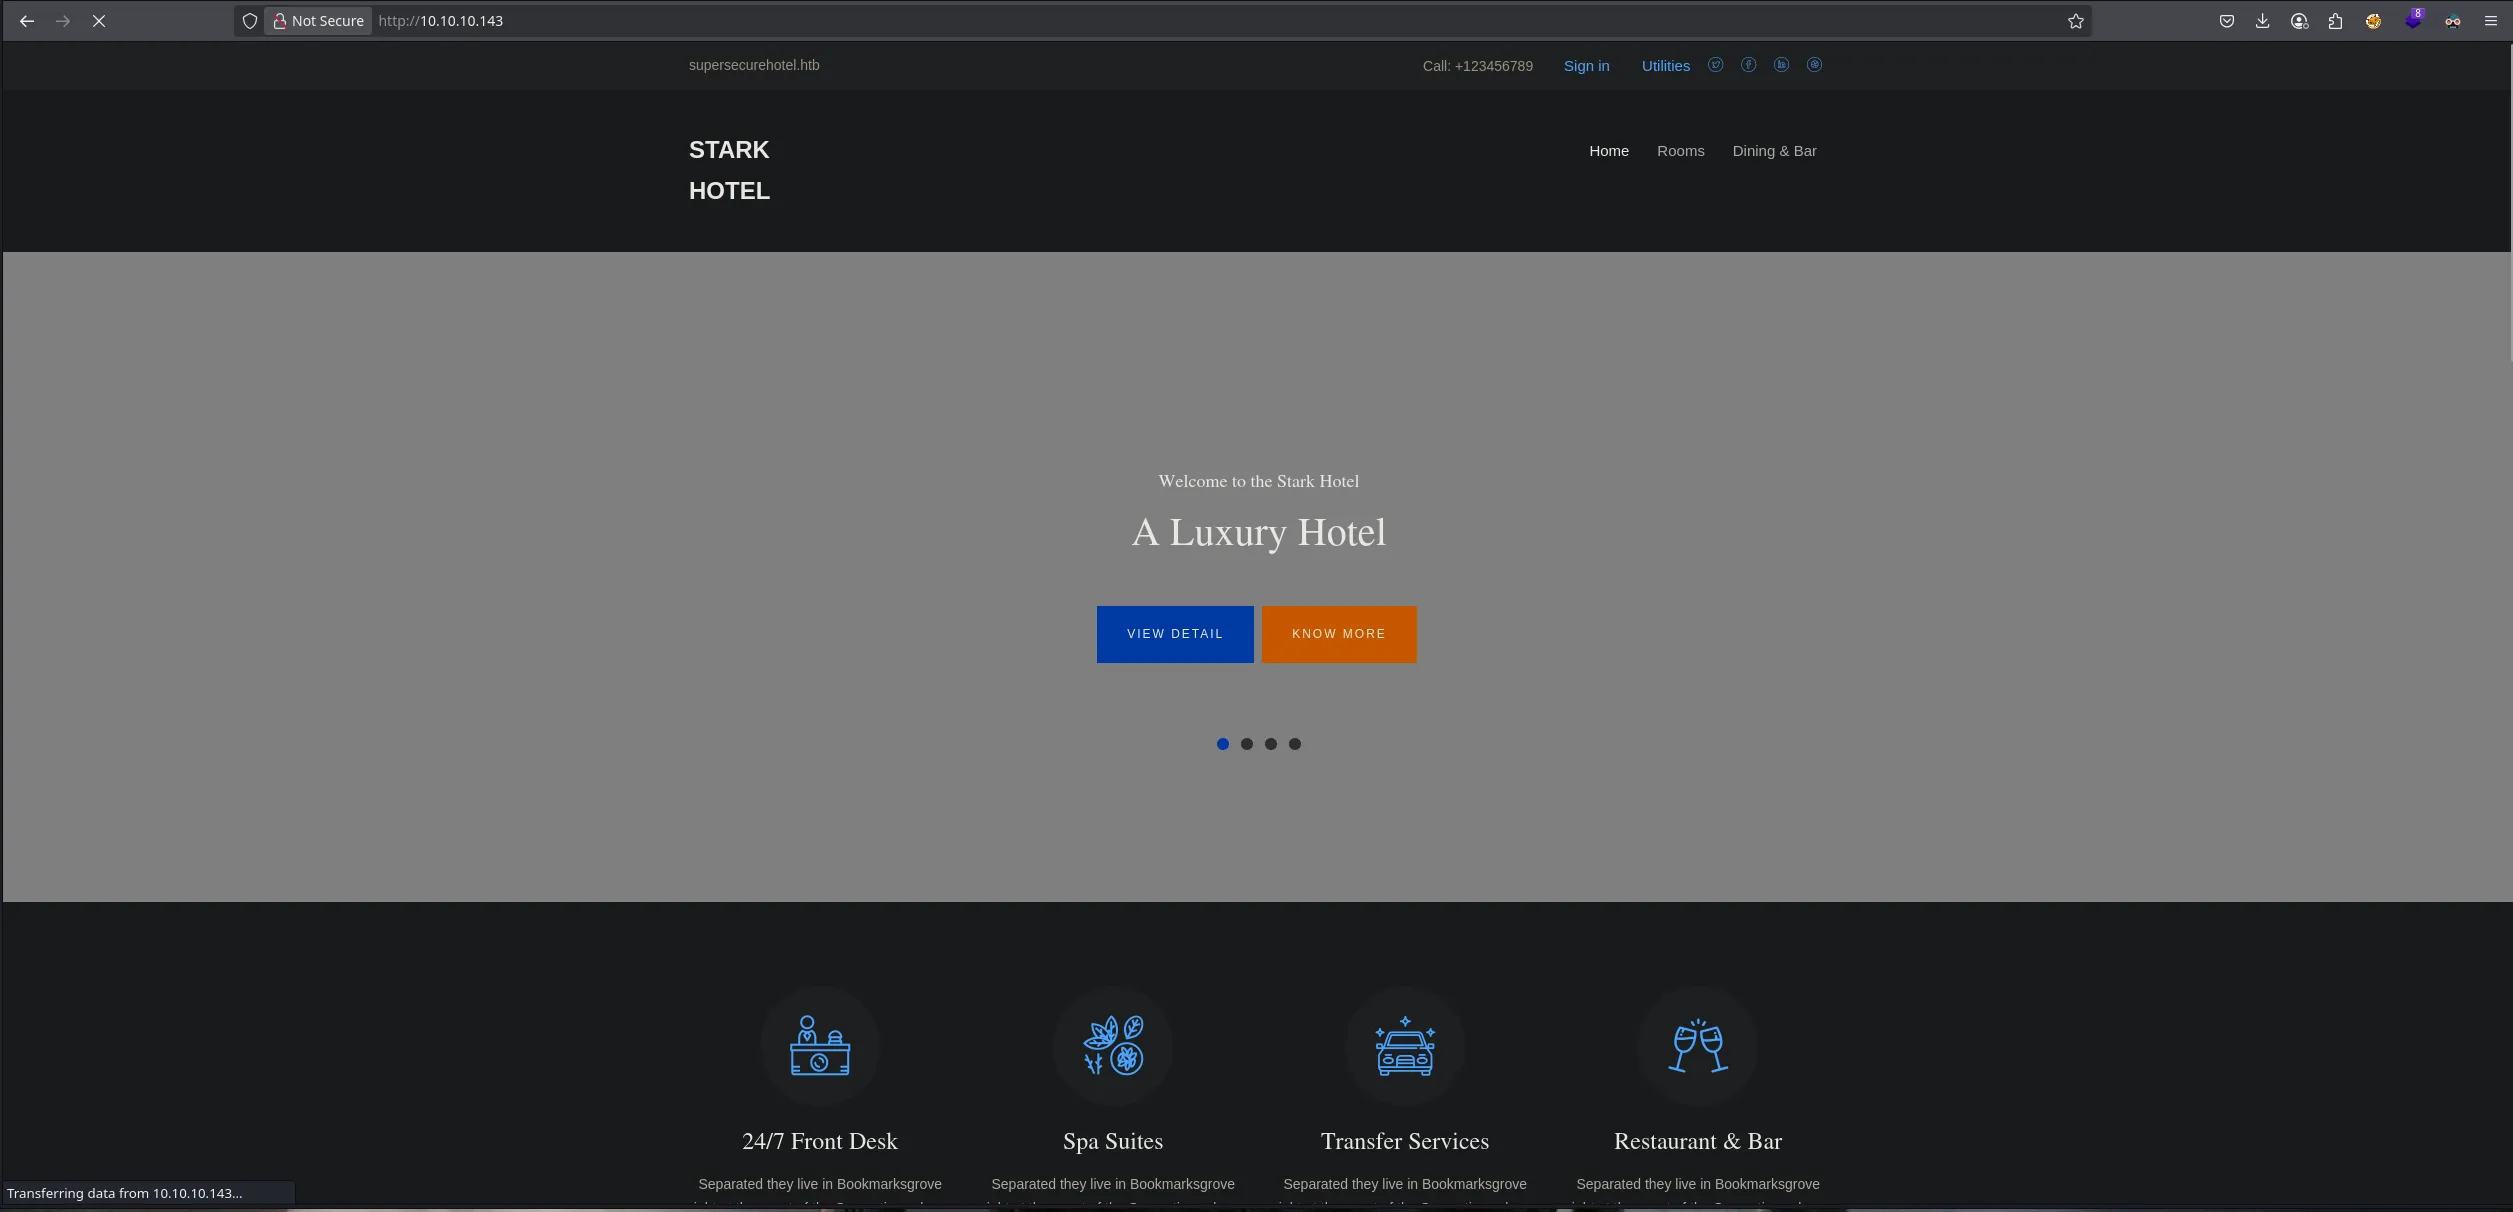 Not Secure http://10.10.10.143
8
supersecurehotel.htb
Call: +123456789 Sign in Utilities
STARK
HOTEL
Home Rooms Dining & Bar
Welcome to the Stark Hotel
A Luxury Hotel
VIEW DETAIL KNOW MORE
24/7 Front Desk Spa Suites Transfer Services Restaurant & Bar
Separated they live in Bookmarksgrove Separated they live in Bookmarksgrove Separated they live in Bookmarksgrove Separated they live in Bookmarksgrove
Transferring data from 10.10.10.143...